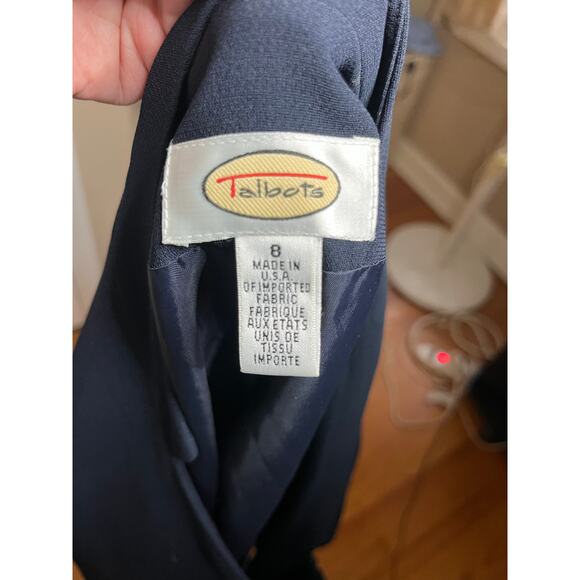 Talbots
8
MADE IN
U.S.A.
OF IMPORTED
FABRIC
FABRIQUE
AUX ETATS
UNIS DE
TISSU
IMPORTE